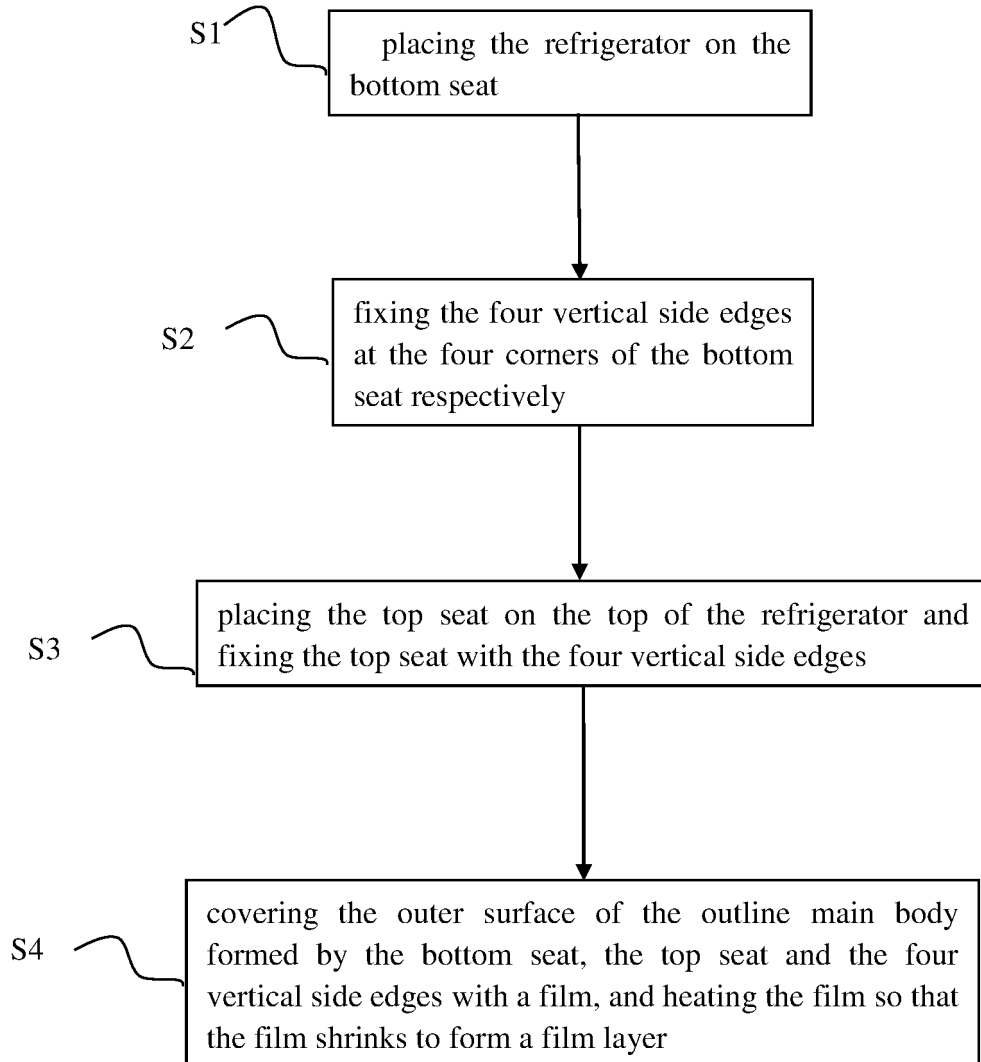 S1
placing the refrigerator on the
bottom seat
S2
fixing the four vertical side edges
at the four corners of the bottom
seat respectively
S3
placing the top seat on the top of the refrigerator and
fixing the top seat with the four vertical side edges
S4
covering the outer surface of the outline main body
formed by the bottom seat, the top seat and the four
vertical side edges with a film, and heating the film so that
the film shrinks to form a film layer